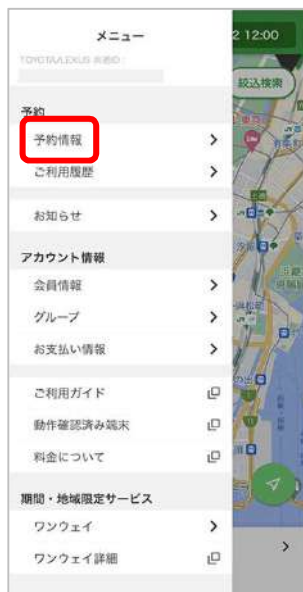 メニュー
2 12:00
TOYOTA/LEXUS 共通ID:
絞込検索
予約
予約情報
ご利用履歴
お知らせ
アカウント情報
会員情報
グループ
お支払い情報
ご利用ガイド
動作確認済み端末
料金について
期間・地域限定サービス
ワンウェイ
ワンウェイ詳細